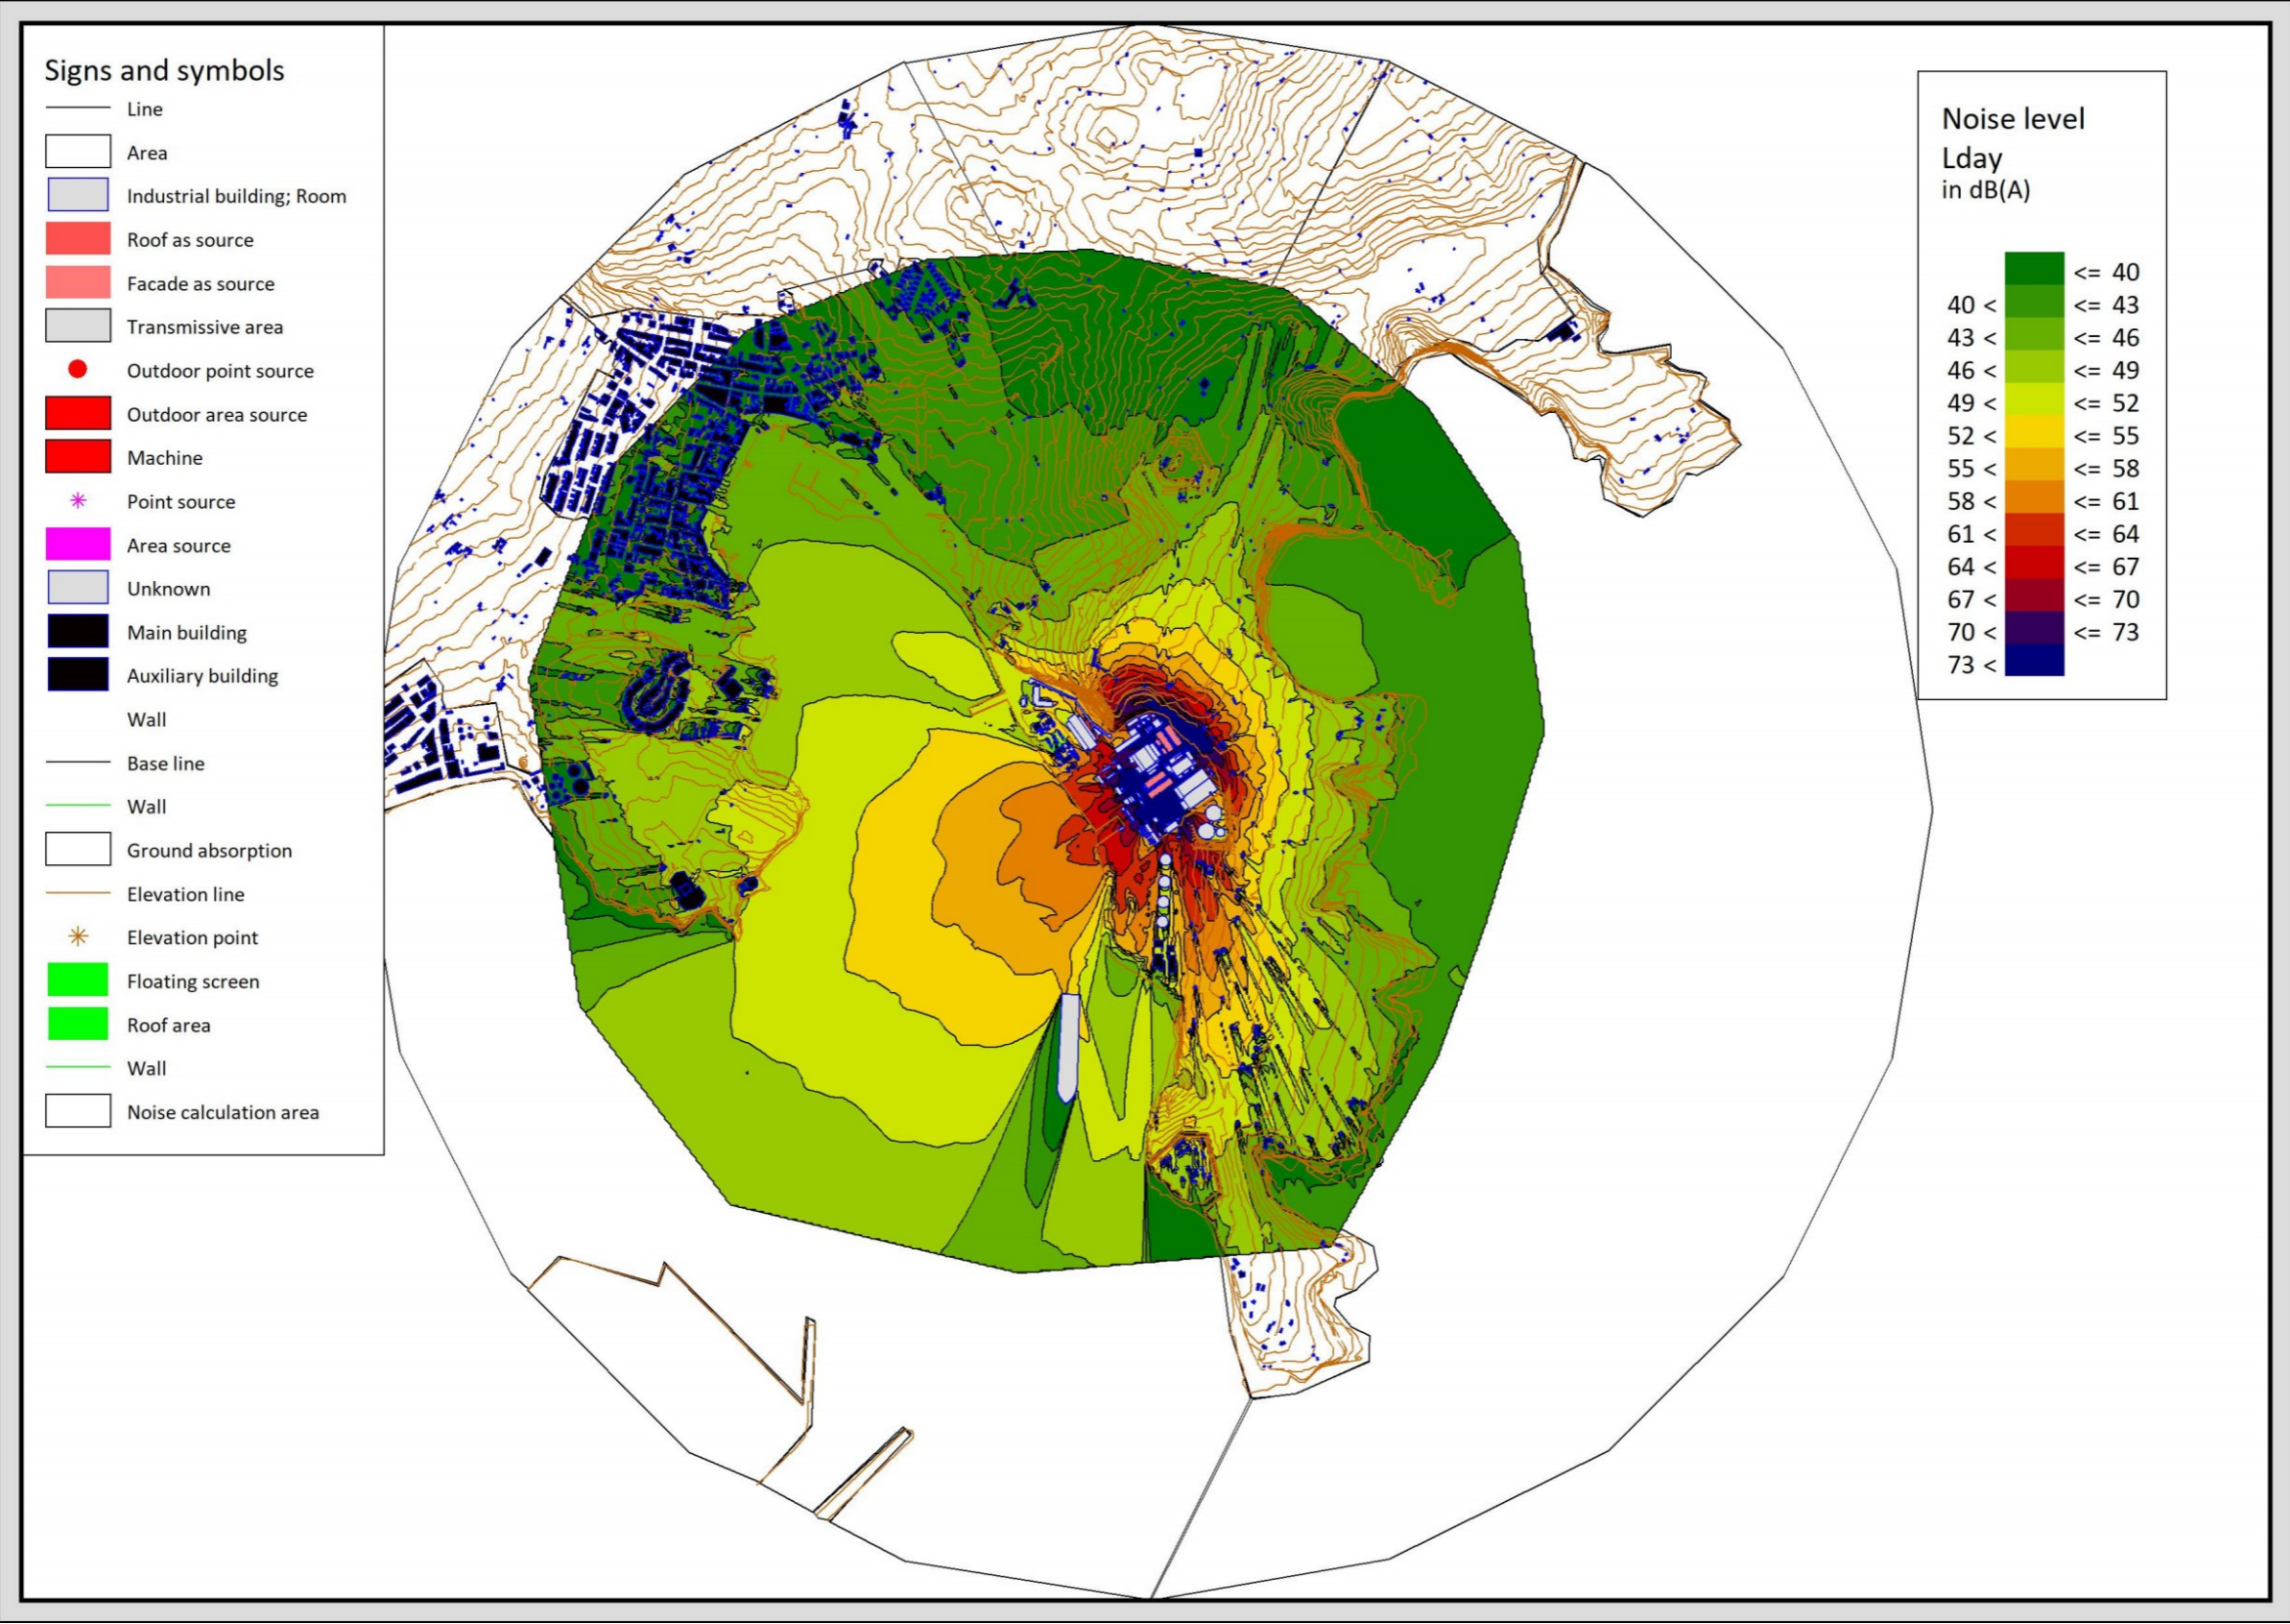 Signs and symbols
Line
Area
Industrial building; Room
Roof as source
Facade as source
Transmissive area
Outdoor point source
Outdoor area source
Machine
Point source
Area source
Unknown
Main building
Auxiliary building
Wall
Base line
Wall
Ground absorption
Elevation line
Elevation point
Floating screen
Roof area
Wall
Noise calculation area
Noise level
Lday
in dB(A)
<= 40
40 < <= 43
43 < <= 46
46 < <= 49
49 < <= 52
52 < <= 55
55 < <= 58
58 < <= 61
61 < <= 64
64 < <= 67
67 < <= 70
70 < <= 73
73 <